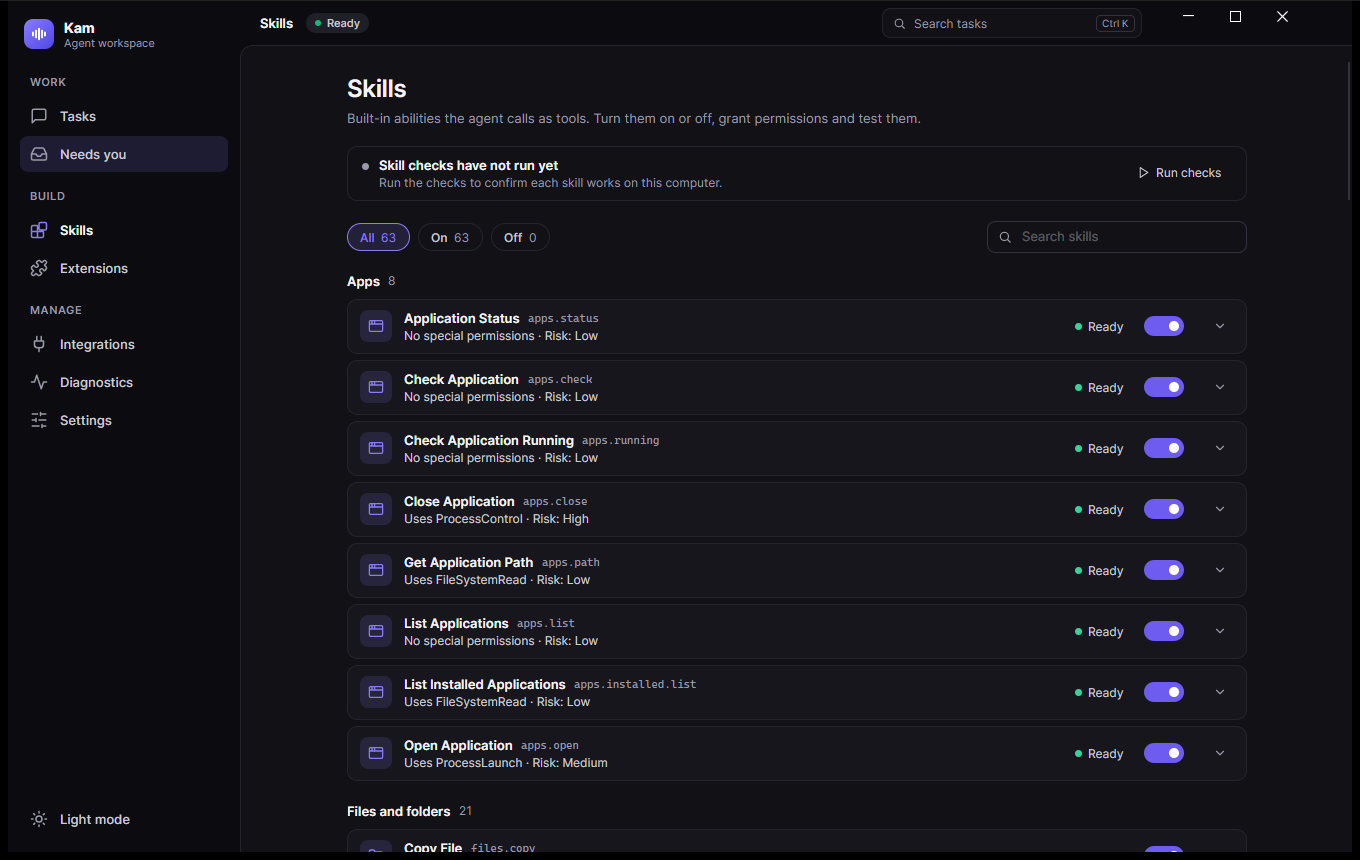 Kam
Agent workspace
Skills
Ready
Search tasks
Ctrl K
WORK
Tasks
Needs you
BUILD
Skills
Extensions
MANAGE
Integrations
Diagnostics
Settings
Light mode
Skills
Built-in abilities the agent calls as tools. Turn them on or off, grant permissions and test them.
Skill checks have not run yet
Run the checks to confirm each skill works on this computer.
Run checks
All 63
On 63
Off 0
Search skills
Apps 8
Application Status apps.status
No special permissions · Risk: Low
Ready
Check Application apps.check
No special permissions · Risk: Low
Ready
Check Application Running apps.running
No special permissions · Risk: Low
Ready
Close Application apps.close
Uses ProcessControl · Risk: High
Ready
Get Application Path apps.path
Uses FileSystemRead · Risk: Low
Ready
List Applications apps.list
No special permissions · Risk: Low
Ready
List Installed Applications apps.installed.list
Uses FileSystemRead · Risk: Low
Ready
Open Application apps.open
Uses ProcessLaunch · Risk: Medium
Ready
Files and folders 21
Copy File files.copy